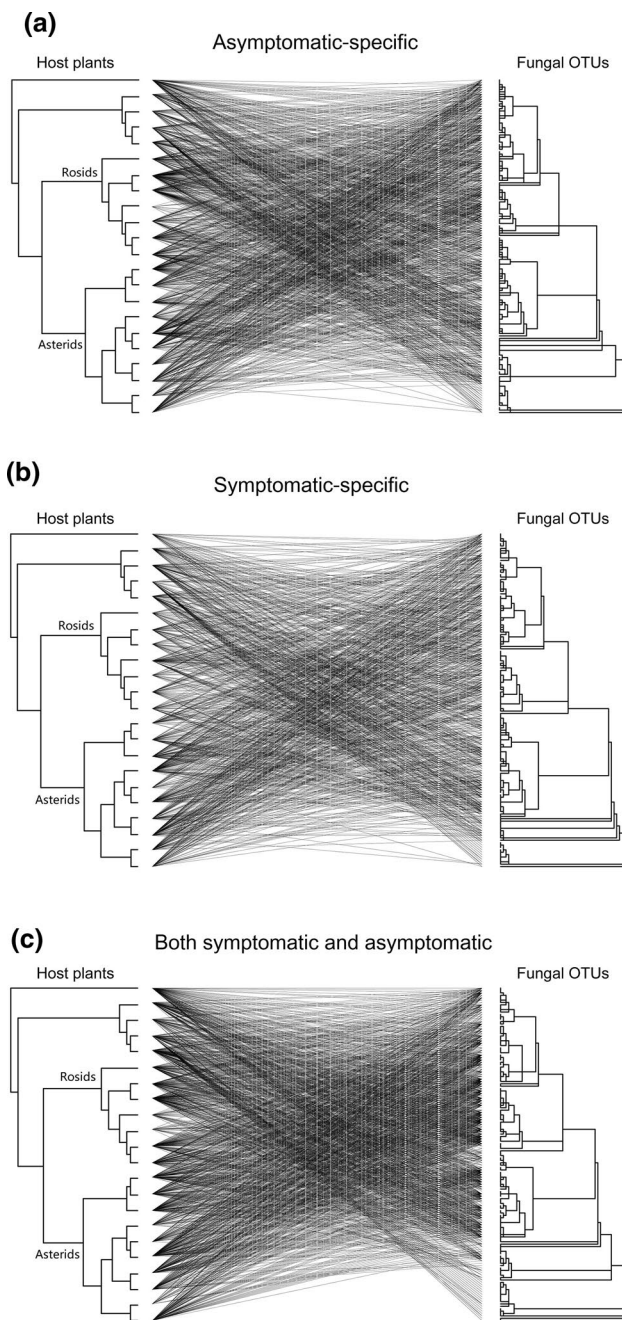 (a)
Asymptomatic-specific
Host plants
Fungal OTUs
Rosids
Asterids
(b)
Symptomatic-specific
Host plants
Fungal OTUs
Rosids
Asterids
(c)
Both symptomatic and asymptomatic
Host plants
Fungal OTUs
Rosids
Asterids